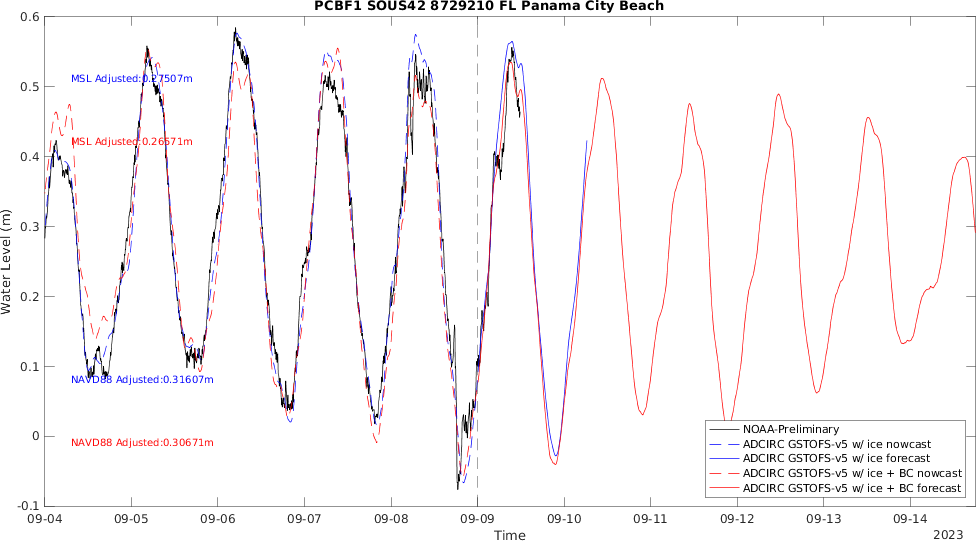 PCBF1 SOUS42 8729210 FL Panama City Beach
Water Level (m)
0.6
0.5
0.4
0.3
0.2
0.1
0
-0.1
MSL Adjusted:0.27507m
MSL Adjusted:0.26571m
NAVD88 Adjusted:0.31607m
NAVD88 Adjusted:0.30671m
NOAA-Preliminary
ADCIRC GSTOFS-v5 w/ ice nowcast
ADCIRC GSTOFS-v5 w/ ice forecast
ADCIRC GSTOFS-v5 w/ ice + BC nowcast
ADCIRC GSTOFS-v5 w/ ice + BC forecast
09-04 09-05 09-06 09-07 09-08 09-09 09-10 09-11 09-12 09-13 09-14
Time
2023